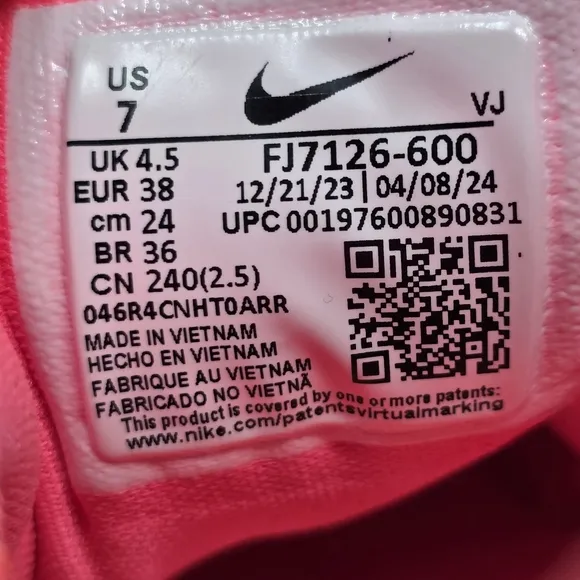 US
7
VJ
UK 4.5
FJ7126-600
EUR 38
12/21/23 | 04/08/24
cm 24
UPC 00197600890831
BR 36
CN 240(2.5)
046R4CNHT0ARR
MADE IN VIETNAM
HECHO EN VIETNAM
FABRIQUE AU VIETNAM
FABRICADO NO VIETNÃ
This product is covered by one or more patents:
www.nike.com/patentsvirtualmarking